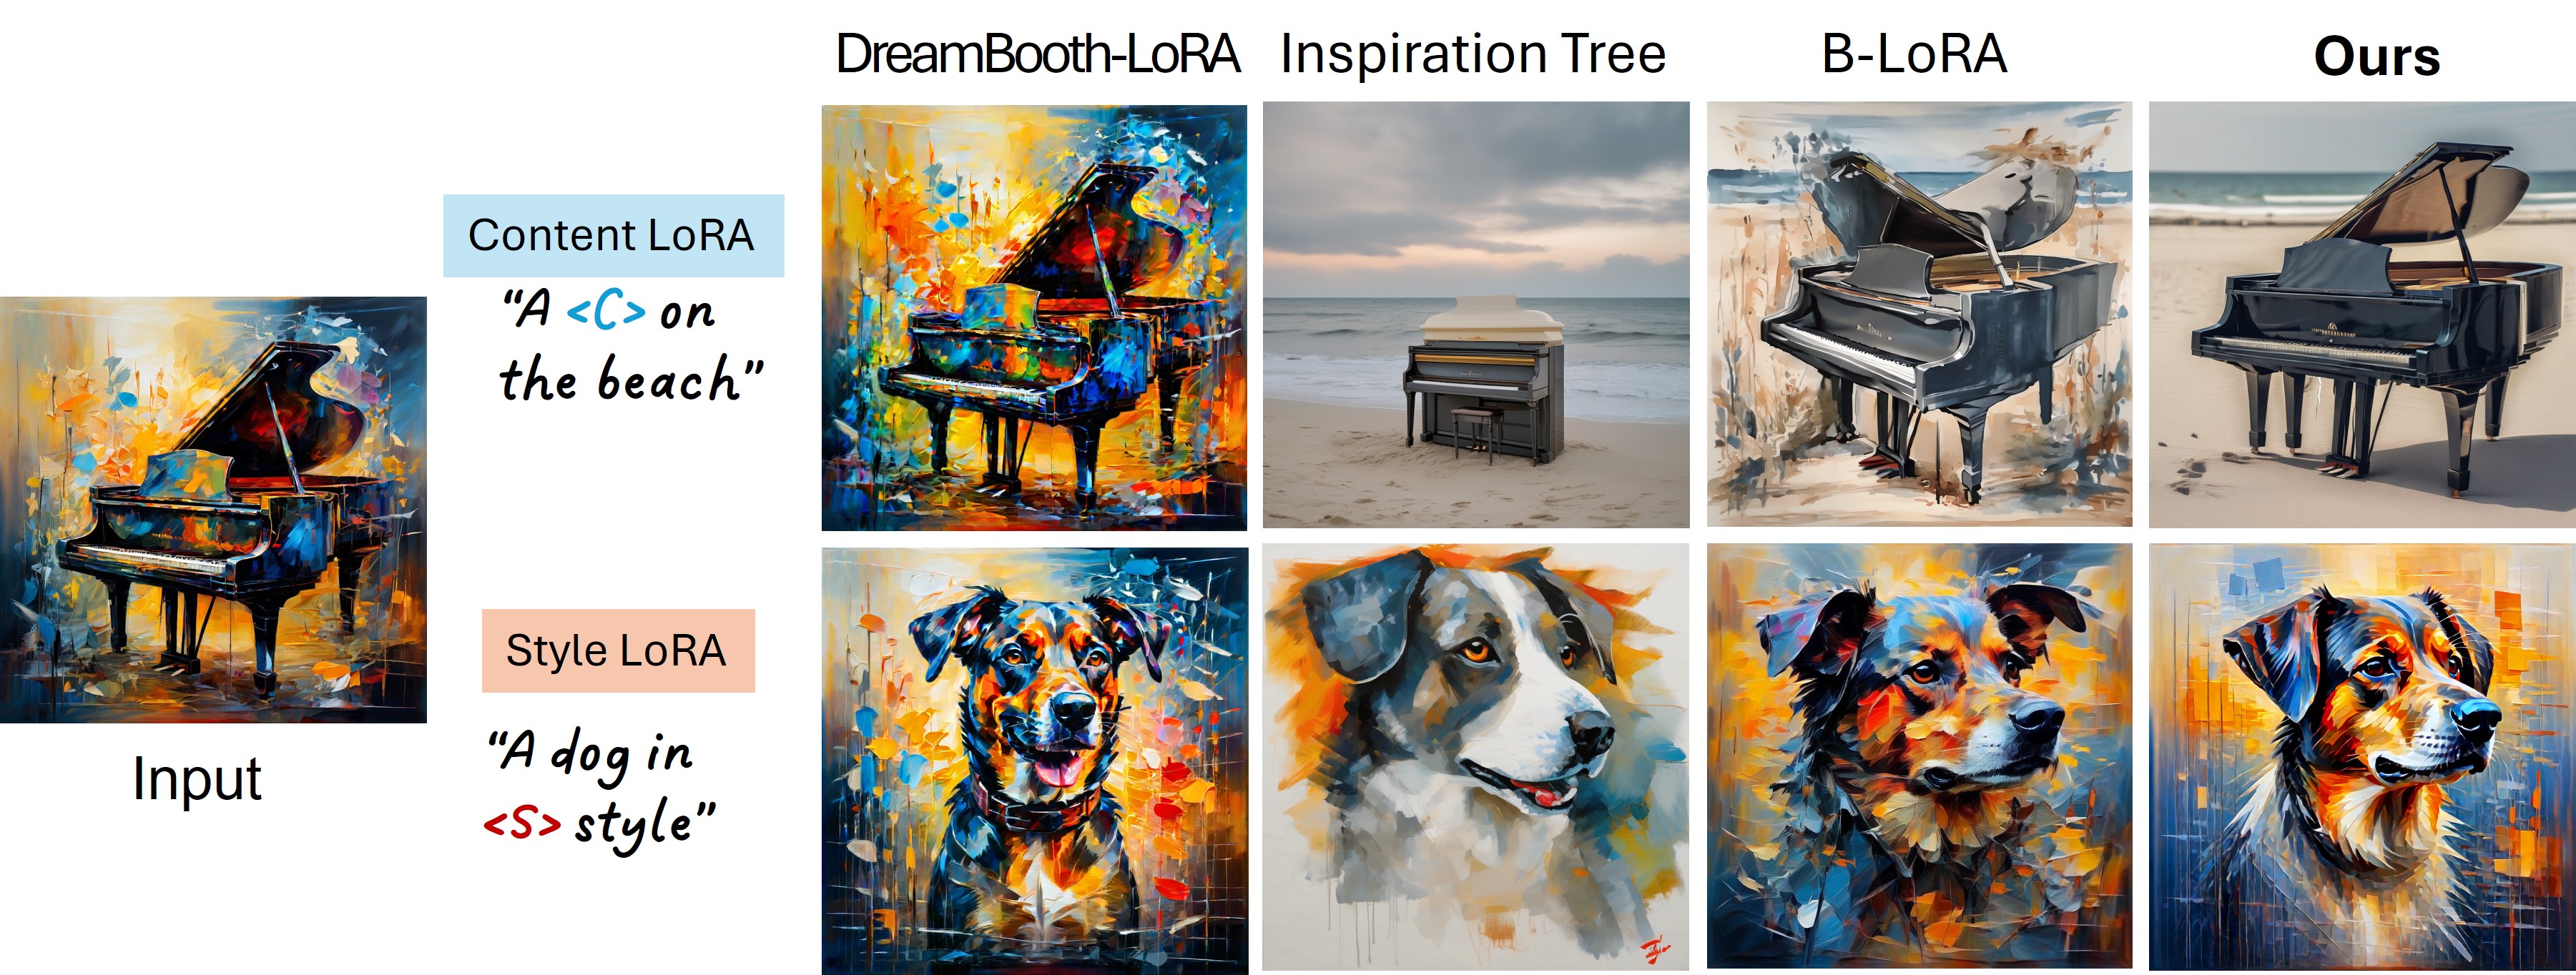 DreamBooth-LoRA
Inspiration Tree
B-LoRA
Ours
Content LoRA
“A <C> on
the beach”
Style LoRA
“A dog in
<S> style”
Input